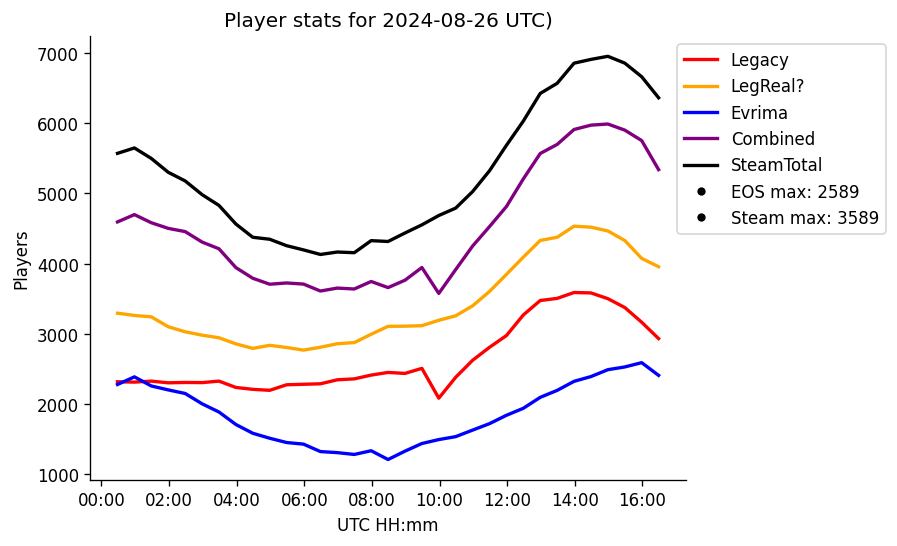 Player stats for 2024-08-26 UTC)
7000
6000
5000
4000
3000
2000
1000
Players
00:00 02:00 04:00 06:00 08:00 10:00 12:00 14:00 16:00
UTC HH:mm
Legacy
LegReal?
Evrima
Combined
SteamTotal
EOS max: 2589
Steam max: 3589